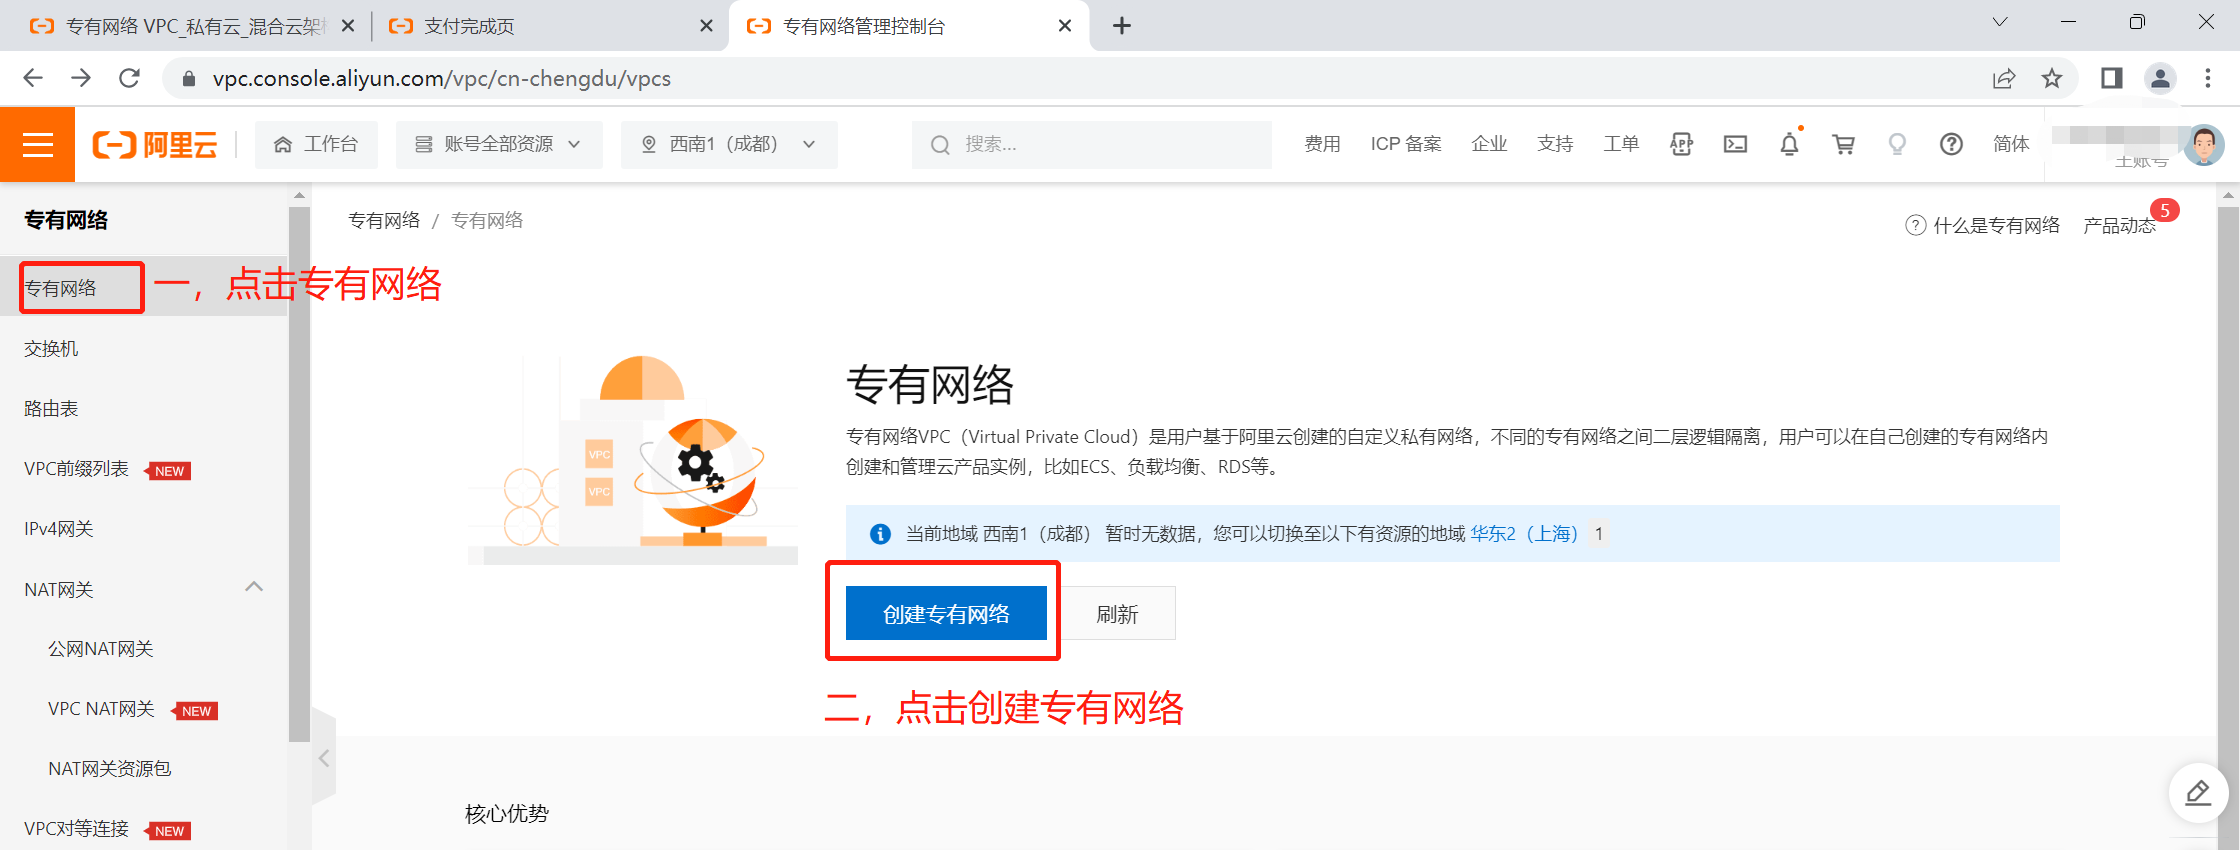 专有网络 VPC_私有云_混合云架
支付完成页
专有网络管理控制台
vpc.console.aliyun.com/vpc/cn-chengdu/vpcs
阿里云
工作台
账号全部资源
西南1（成都）
搜索...
费用
ICP 备案
企业
支持
工单
APP
简体
主账号
专有网络
专有网络 / 专有网络
什么是专有网络
产品动态
5
专有网络
一，点击专有网络
交换机
路由表
VPC前缀列表 NEW
IPv4网关
NAT网关
公网NAT网关
VPC NAT网关 NEW
NAT网关资源包
VPC对等连接 NEW
VPC
VPC
专有网络
专有网络VPC（Virtual Private Cloud）是用户基于阿里云创建的自定义私有网络，不同的专有网络之间二层逻辑隔离，用户可以在自己创建的专有网络内
创建和管理云产品实例，比如ECS、负载均衡、RDS等。
当前地域 西南1（成都） 暂时无数据，您可以切换至以下有资源的地域 华东2（上海） 1
创建专有网络
刷新
二，点击创建专有网络
核心优势